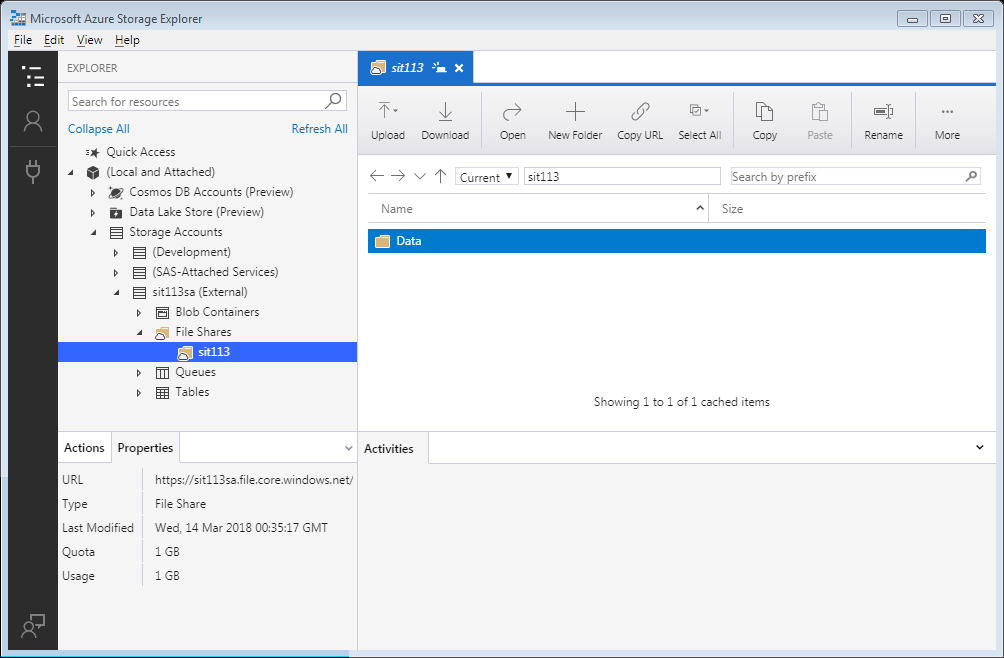 Microsoft Azure Storage Explorer
File Edit View Help
EXPLORER
Search for resources
Collapse All Refresh All
Quick Access
(Local and Attached)
Cosmos DB Accounts (Preview)
Data Lake Store (Preview)
Storage Accounts
(Development)
(SAS-Attached Services)
sit113sa (External)
Blob Containers
File Shares
sit113
Queues
Tables
Actions Properties
URL https://sit113sa.file.core.windows.net/
Type File Share
Last Modified Wed, 14 Mar 2018 00:35:17 GMT
Quota 1 GB
Usage 1 GB
sit113
Upload Download Open New Folder Copy URL Select All Copy Paste Rename More
Current sit113 Search by prefix
Name Size
Data
Showing 1 to 1 of 1 cached items
Activities